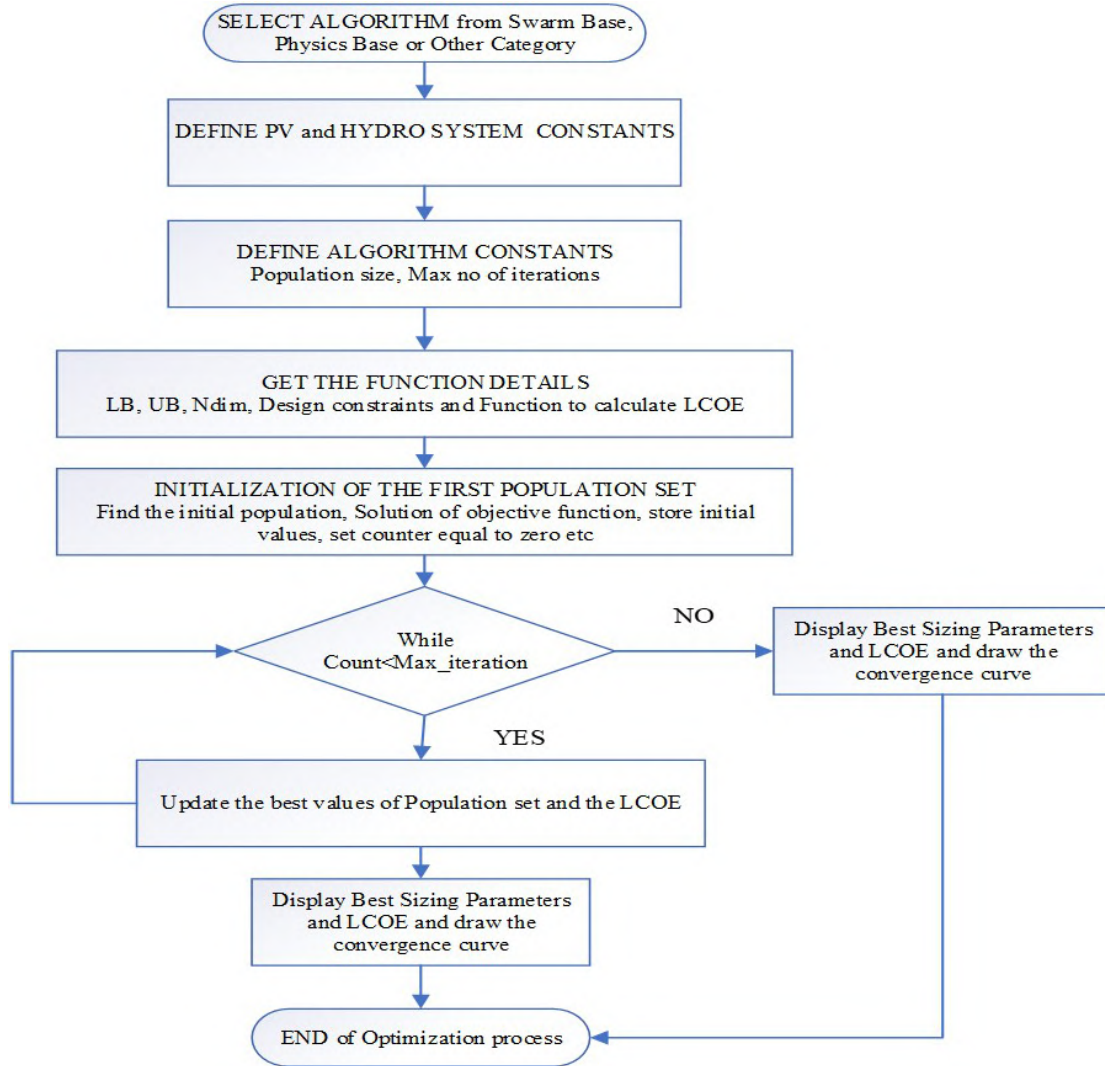 SELECT ALGORITHM from Swarm Base,
Physics Base or Other Category
DEFINE PV and HYDRO SYSTEM CONSTANTS
DEFINE ALGORITHM CONSTANTS
Population size, Max no of iterations
GET THE FUNCTION DETAILS
LB, UB, Ndim, Design constraints and Function to calculate LCOE
INITIALIZATION OF THE FIRST POPULATION SET
Find the initial population, Solution of objective function, store initial
values, set counter equal to zero etc
While
Count<Max_iteration
NO
Display Best Sizing Parameters
and LCOE and draw the
convergence curve
YES
Update the best values of Population set and the LCOE
Display Best Sizing Parameters
and LCOE and draw the
convergence curve
END of Optimization process